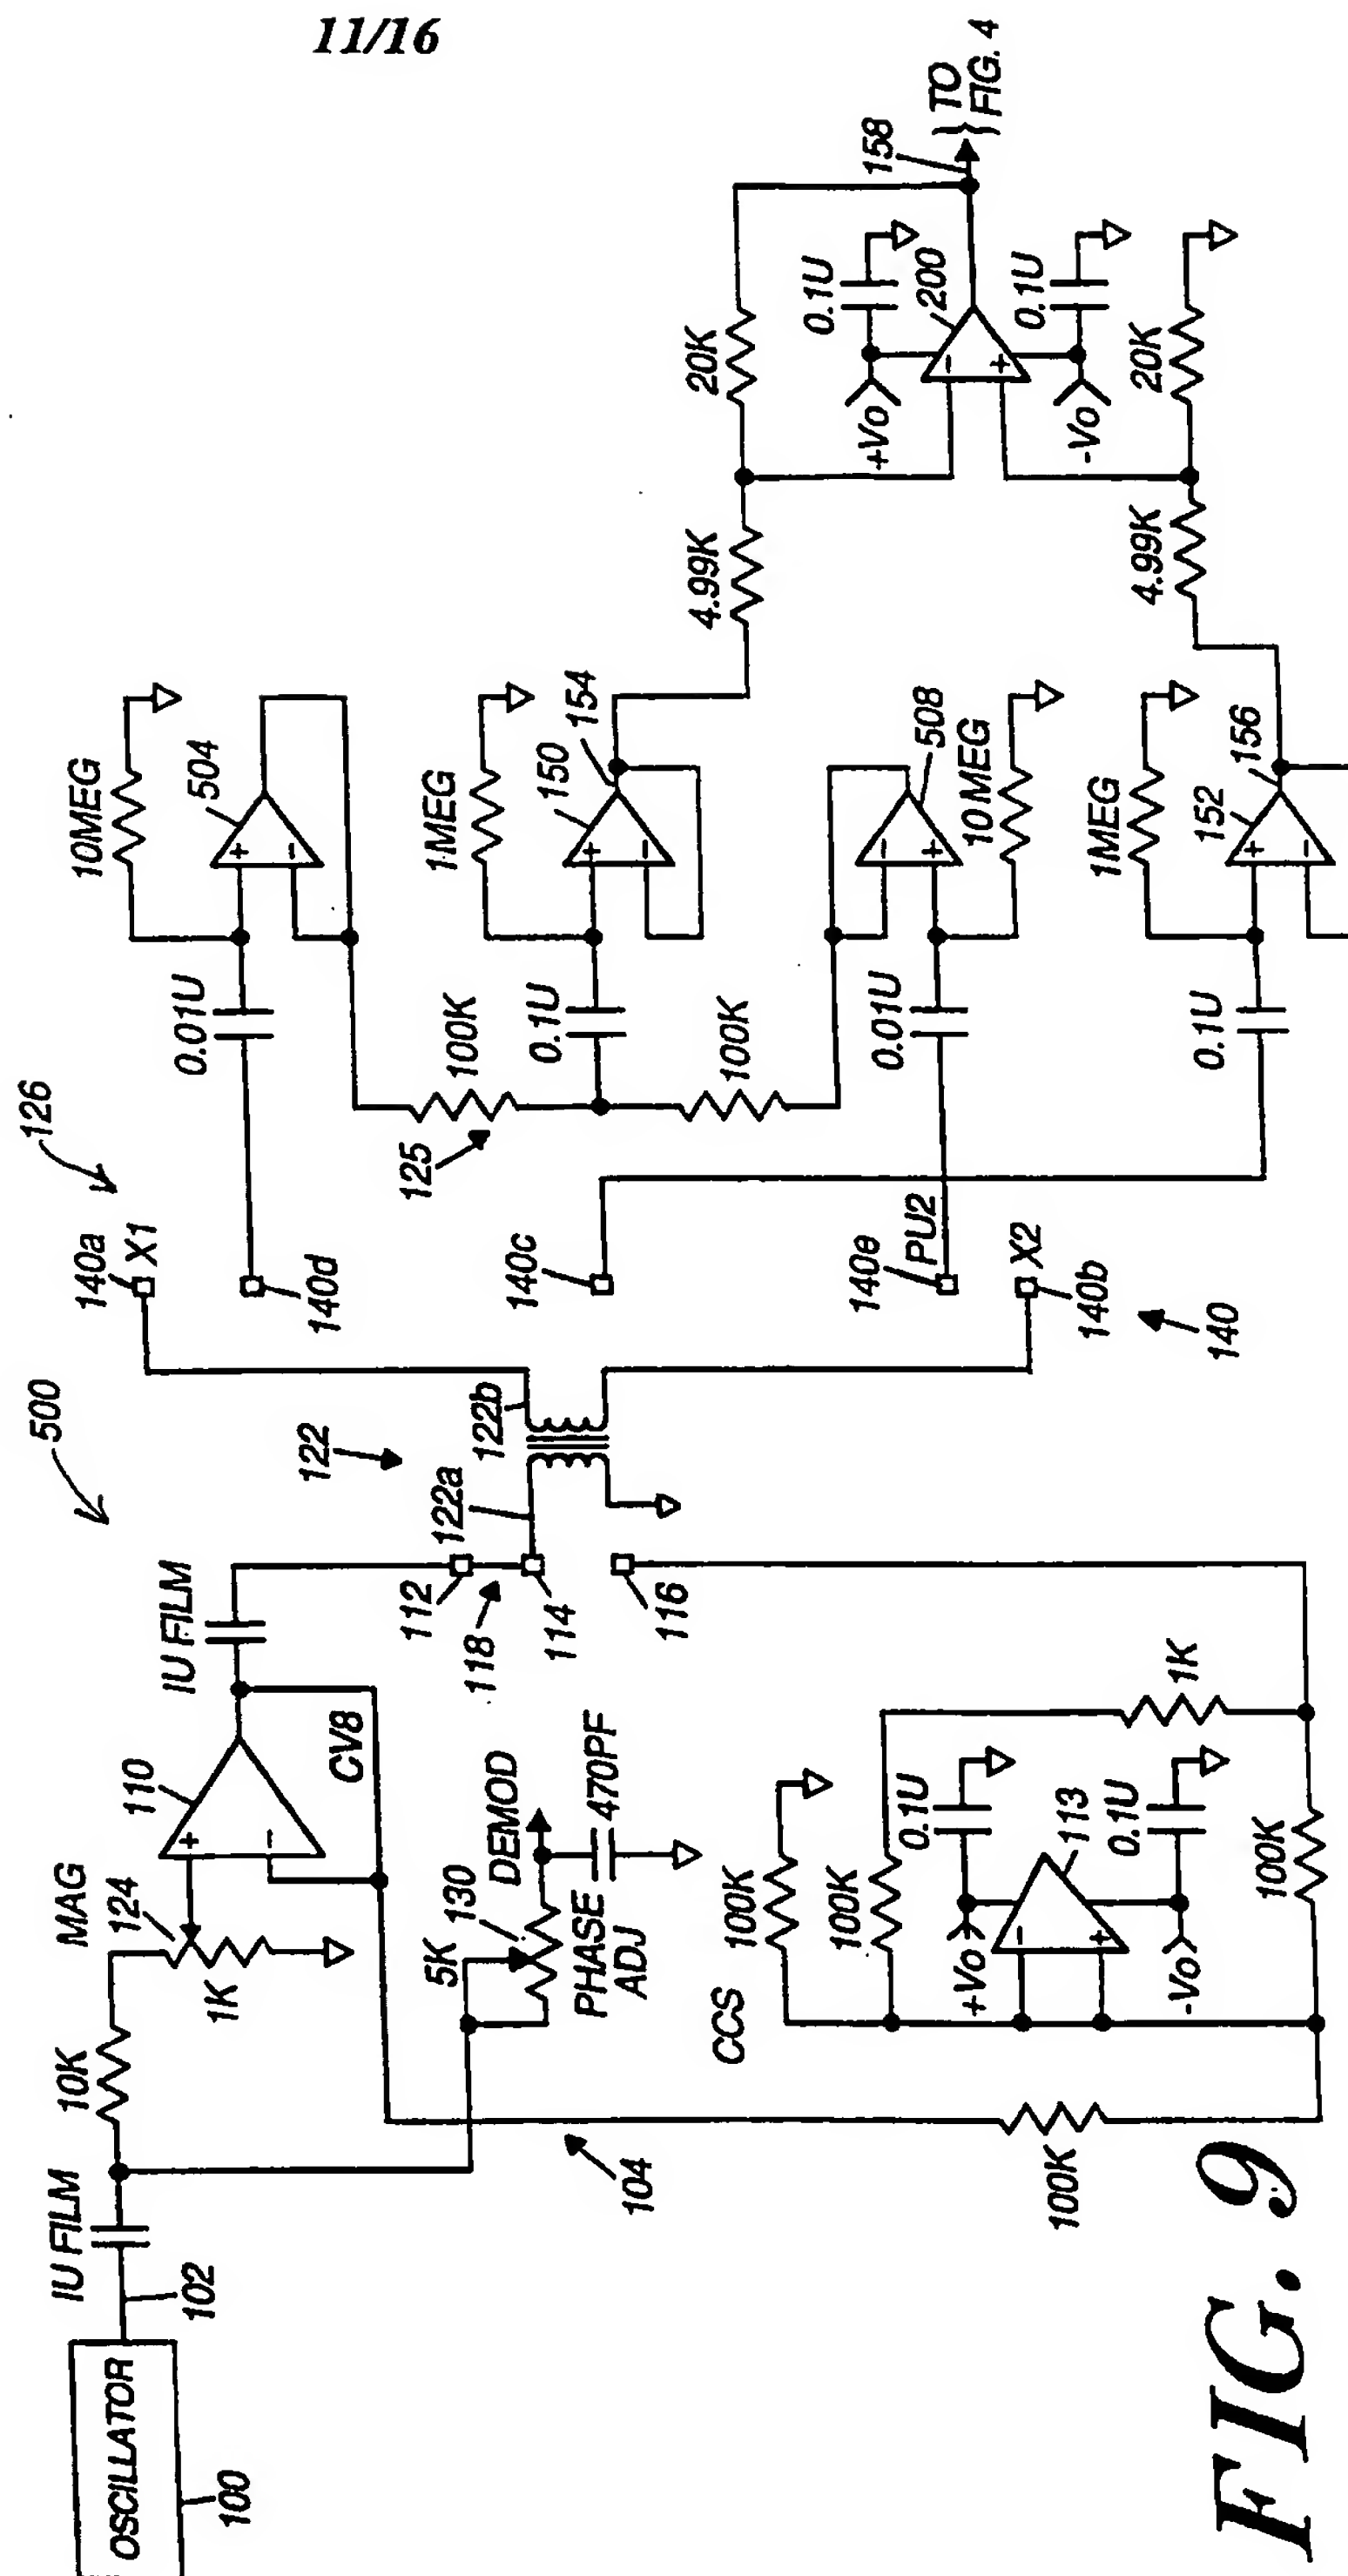 11/16
OSCILLATOR
100
102
IU FILM
10K
MAG
124
1K
110
+
-
CV8
IU FILM
5K
130
DEMOD
PHASE
ADJ
470PF
104
100K
CCS
100K
100K
+Vo
-Vo
-
+
113
0.1U
0.1U
1K
100K
112
118
114
116
122
122a
122b
500
126
140a
X1
140d
140c
140e
PU2
X2
140b
140
125
100K
100K
0.01U
0.1U
0.01U
0.1U
10MEG
504
+
-
1MEG
150
154
+
-
508
-
+
10MEG
1MEG
152
156
+
-
4.99K
4.99K
20K
20K
+Vo
-Vo
0.1U
0.1U
200
-
+
158
TO
FIG. 4
FIG. 9